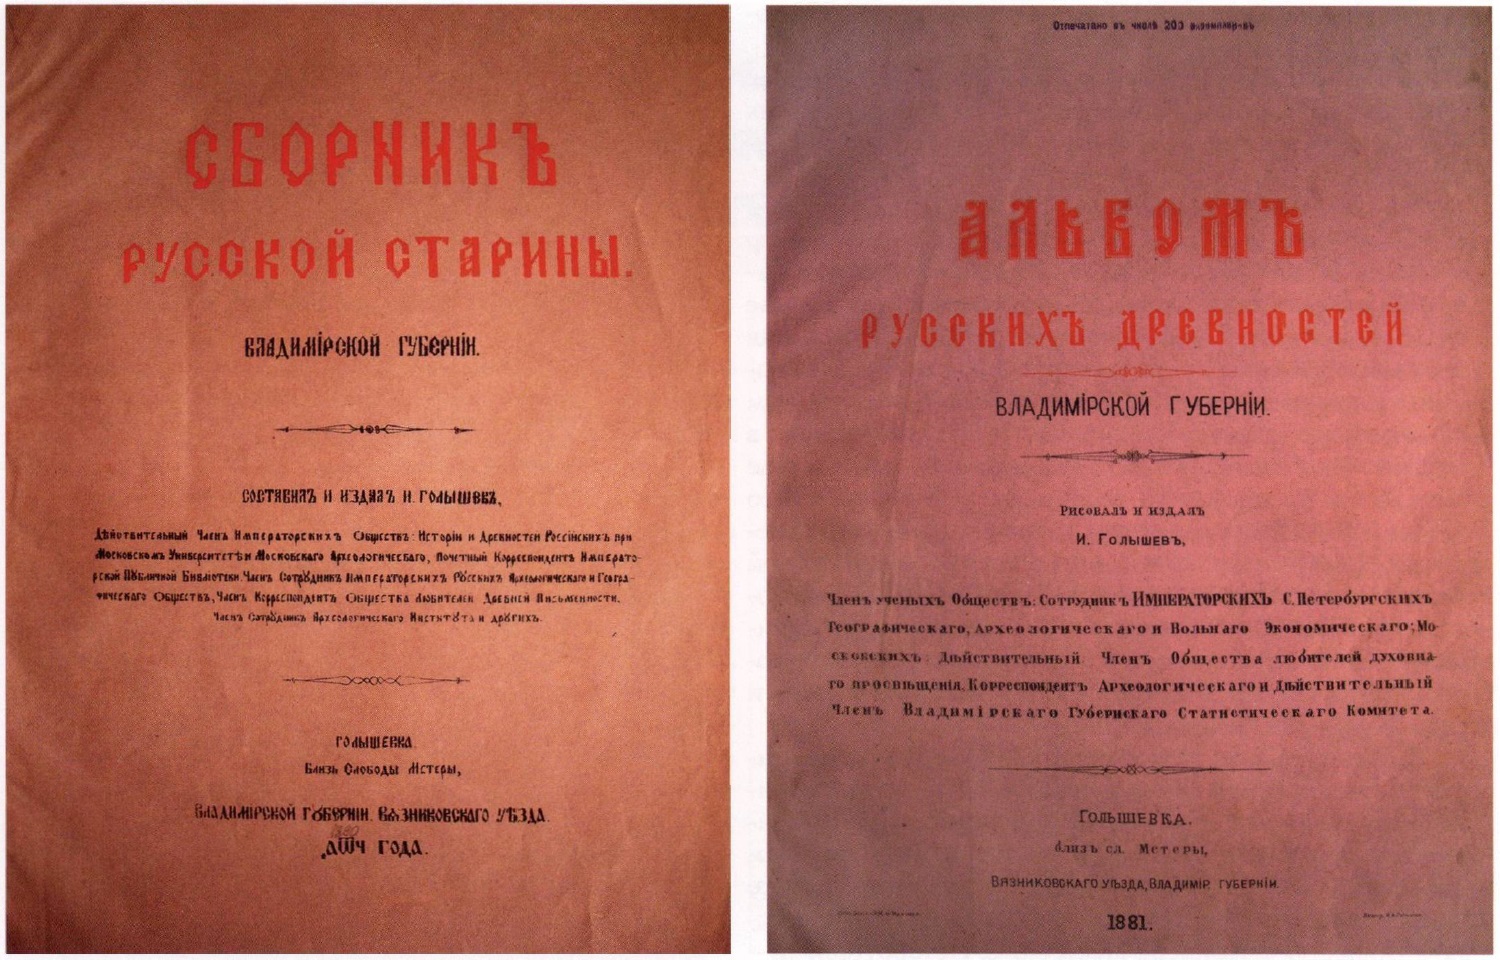 СБОРНИКЪ
РУССКОЙ СТАРИНЫ.
ВЛАДИМІРСКОЙ ГУБЕРНІИ.
СОСТАВИЛЪ И ИЗДАЛЪ И. ГОЛЫШЕВЪ,
Дѣйствительный Членъ Императорскихъ Обществъ: Исторіи и Древностей Россійскихъ при
Московскомъ Университетѣ и Московскаго Археологическаго, Почетный Корреспондентъ Императо-
рской Публичной Библіотеки, Членъ Сотрудникъ Императорскихъ Русскихъ Археологическаго и Геогра-
фическаго Обществъ, Членъ Корреспондентъ Общества Любителей Древней Письменности.
Членъ Сотрудникъ Археологическаго Института и другихъ.
ГОЛЫШЕВКА
Близь Слободы Мстеры,
ВЛАДИМІРСКОЙ ГУБЕРНІИ. ВЯЗНИКОВСКАГО УѢЗДА.
ГОДА.
Отпечатано въ числѣ 200 экземпляровъ
АЛЬБОМЪ
РУССКИХЪ ДРЕВНОСТЕЙ
ВЛАДИМІРСКОЙ ГУБЕРНІИ.
Рисовалъ и издалъ
И. Голышевъ,
Членъ ученыхъ Обществъ: Сотрудникъ ИМПЕРАТОРСКИХЪ С. Петербургскихъ
Географическаго, Археологическаго и Вольнаго Экономическаго; Мо-
сковскихъ: Дѣйствительный Членъ Общества любителей духовна-
го просвѣщенія, Корреспондентъ Археологическаго и Дѣйствительный
Членъ Владимірскаго Губернскаго Статистическаго Комитета.
Голышевка.
близъ сл. Мстеры,
Вязниковскаго уѣзда, Владимір. губерніи.
1881.